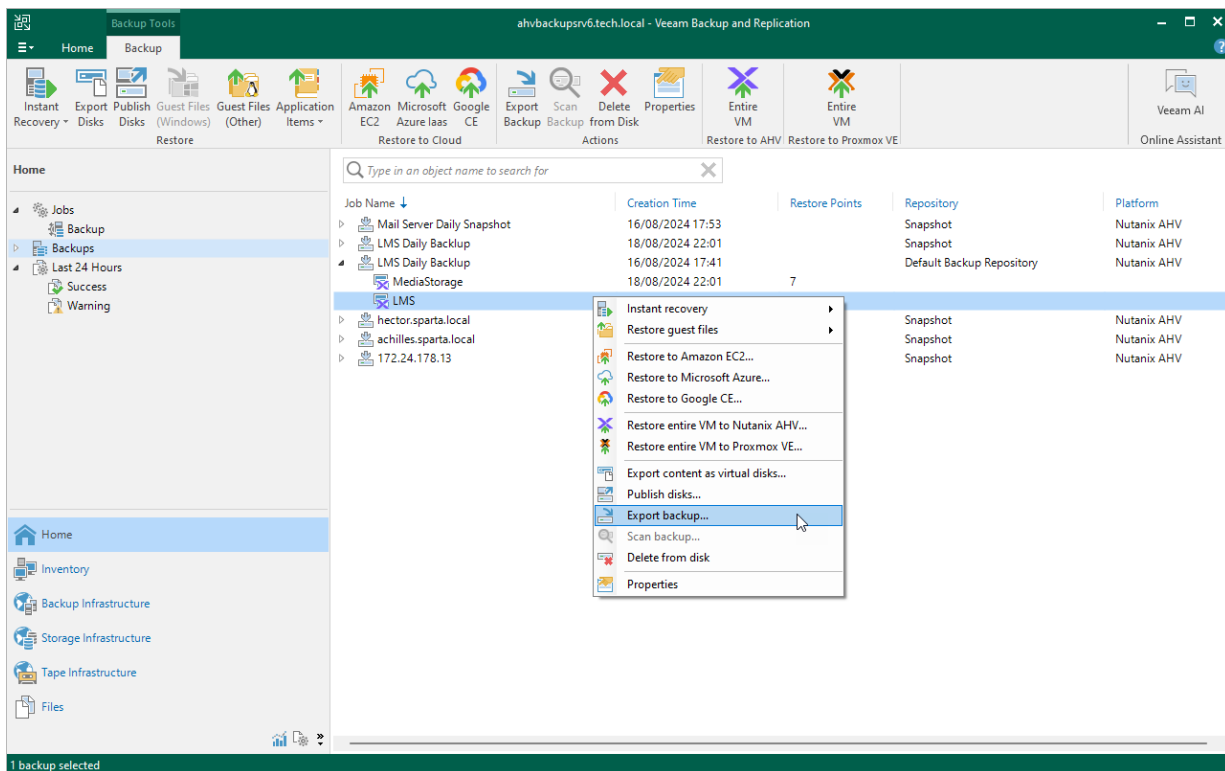 Backup Tools
ahvbackupsrv6.tech.local - Veeam Backup and Replication
Home Backup
Instant Recovery
Export Disks
Publish Disks
Guest Files (Windows)
Guest Files (Other)
Application Items
Restore
Amazon EC2
Microsoft Azure Iaas
Google CE
Restore to Cloud
Export Backup
Scan Backup
Delete from Disk
Properties
Actions
Entire VM
Restore to AHV
Entire VM
Restore to Proxmox VE
Veeam AI
Online Assistant
Home
Jobs
Backup
Backups
Last 24 Hours
Success
Warning
Home
Inventory
Backup Infrastructure
Storage Infrastructure
Tape Infrastructure
Files
Type in an object name to search for
Job Name Creation Time Restore Points Repository Platform
Mail Server Daily Snapshot 16/08/2024 17:53 Snapshot Nutanix AHV
LMS Daily Backlup 18/08/2024 22:01 Snapshot Nutanix AHV
LMS Daily Backlup 16/08/2024 17:41 Default Backup Repository Nutanix AHV
MediaStorage 18/08/2024 22:01 7
LMS
hector.sparta.local Snapshot Nutanix AHV
achilles.sparta.local Snapshot Nutanix AHV
172.24.178.13 Snapshot Nutanix AHV
Instant recovery
Restore guest files
Restore to Amazon EC2...
Restore to Microsoft Azure...
Restore to Google CE...
Restore entire VM to Nutanix AHV...
Restore entire VM to Proxmox VE...
Export content as virtual disks...
Publish disks...
Export backup...
Scan backup...
Delete from disk
Properties
1 backup selected